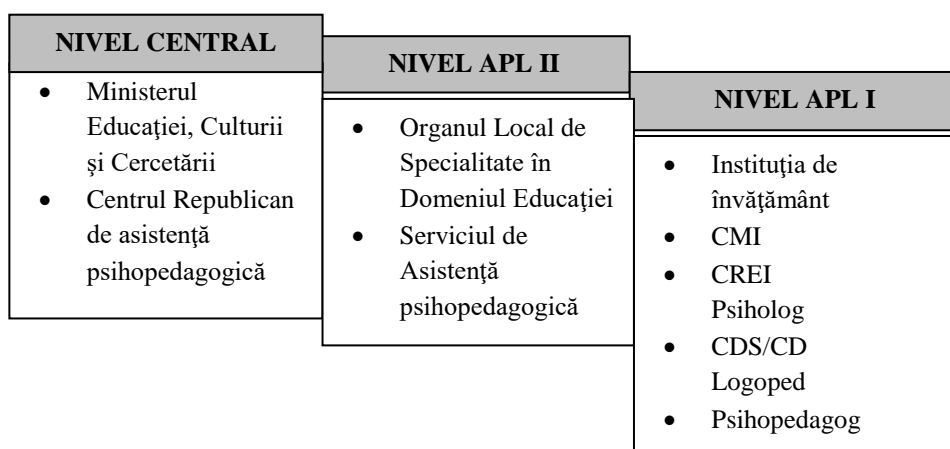 NIVEL CENTRAL
• Ministerul
Educaţiei, Culturii
și Cercetării
• Centrul Republican
de asistenţă
psihopedagogică
NIVEL APL II
• Organul Local de
Specialitate în
Domeniul Educaţiei
• Serviciul de
Asistenţă
psihopedagogică
NIVEL APL I
• Instituţia de
învăţământ
• CMI
• CREI
Psiholog
• CDS/CD
Logoped
• Psihopedagog